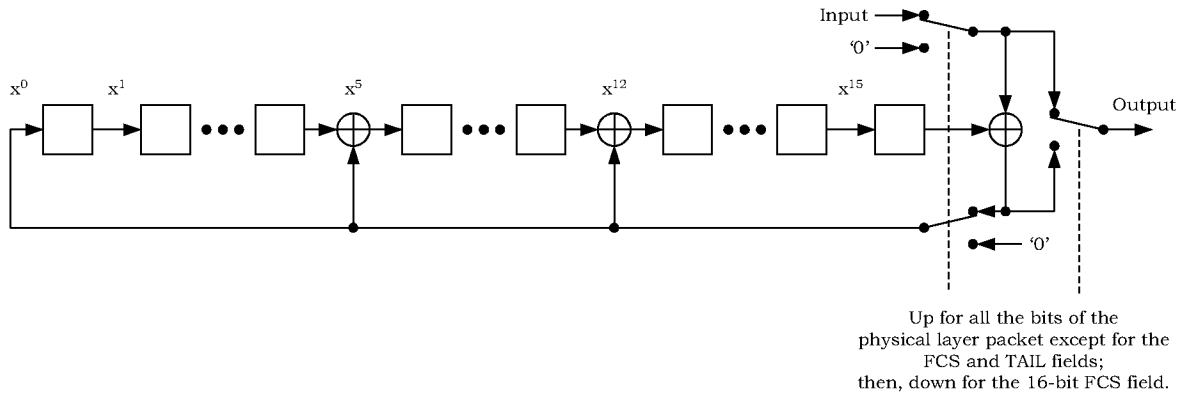 Input
‘0’
x⁰
x¹
x⁵
x¹²
x¹⁵
Output
‘0’
Up for all the bits of the
physical layer packet except for the
FCS and TAIL fields;
then, down for the 16-bit FCS field.